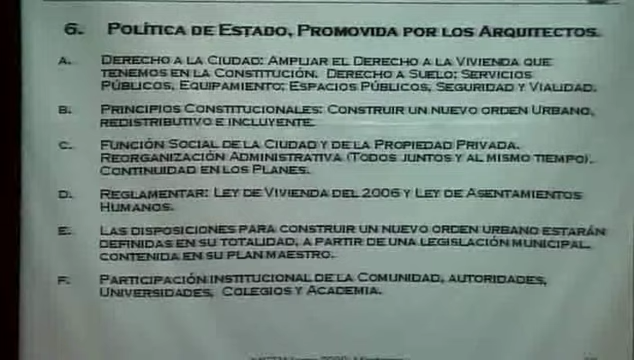 6. POLÍTICA DE ESTADO, PROMOVIDA POR LOS ARQUITECTOS.
A. DERECHO A LA CIUDAD: AMPLIAR EL DERECHO A LA VIVIENDA QUE
TENEMOS EN LA CONSTITUCIÓN. DERECHO A SUELO; SERVICIOS
PÚBLICOS, EQUIPAMIENTO; ESPACIOS PÚBLICOS, SEGURIDAD Y VIALIDAD.
B. PRINCIPIOS CONSTITUCIONALES: CONSTRUIR UN NUEVO ORDEN URBANO,
REDISTRIBUTIVO E INCLUYENTE.
C. FUNCIÓN SOCIAL DE LA CIUDAD Y DE LA PROPIEDAD PRIVADA.
REORGANIZACIÓN ADMINISTRATIVA (TODOS JUNTOS Y AL MISMO TIEMPO).
CONTINUIDAD EN LOS PLANES.
D. REGLAMENTAR: LEY DE VIVIENDA DEL 2006 Y LEY DE ASENTAMIENTOS
HUMANOS.
E. LAS DISPOSICIONES PARA CONSTRUIR UN NUEVO ORDEN URBANO ESTARÁN
DEFINIDAS EN SU TOTALIDAD, A PARTIR DE UNA LEGISLACIÓN MUNICIPAL,
CONTENIDA EN SU PLAN MAESTRO.
F. PARTICIPACIÓN INSTITUCIONAL DE LA COMUNIDAD, AUTORIDADES,
UNIVERSIDADES, COLEGIOS Y ACADEMIA.